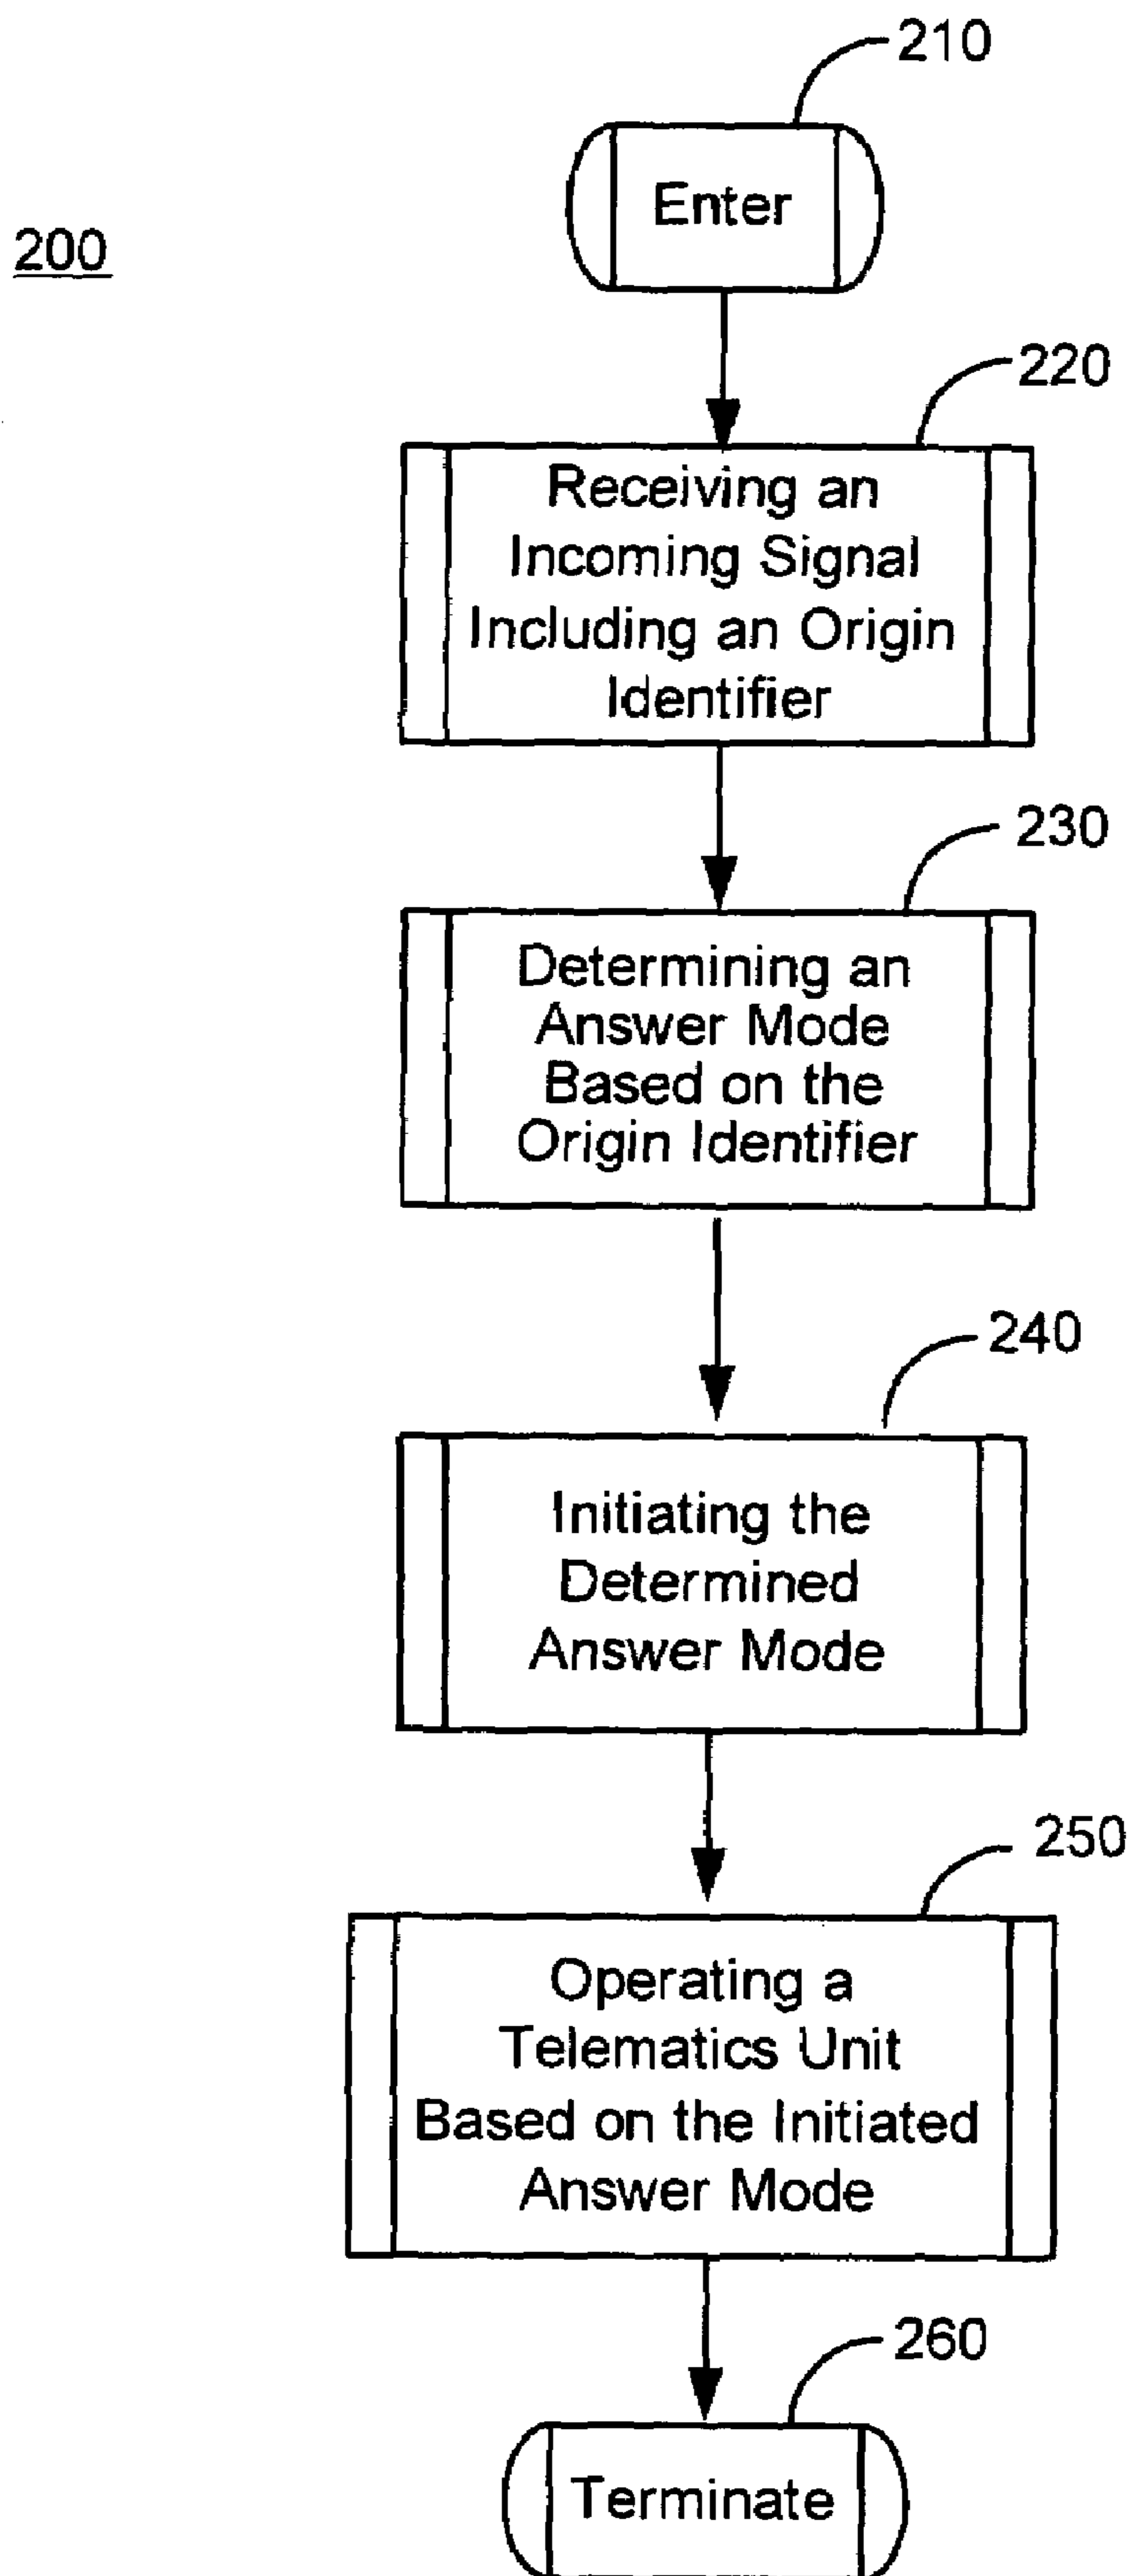 210
Enter
200
220
Receiving an
Incoming Signal
Including an Origin
Identifier
230
Determining an
Answer Mode
Based on the
Origin Identifier
240
Initiating the
Determined
Answer Mode
250
Operating a
Telematics Unit
Based on the Initiated
Answer Mode
260
Terminate